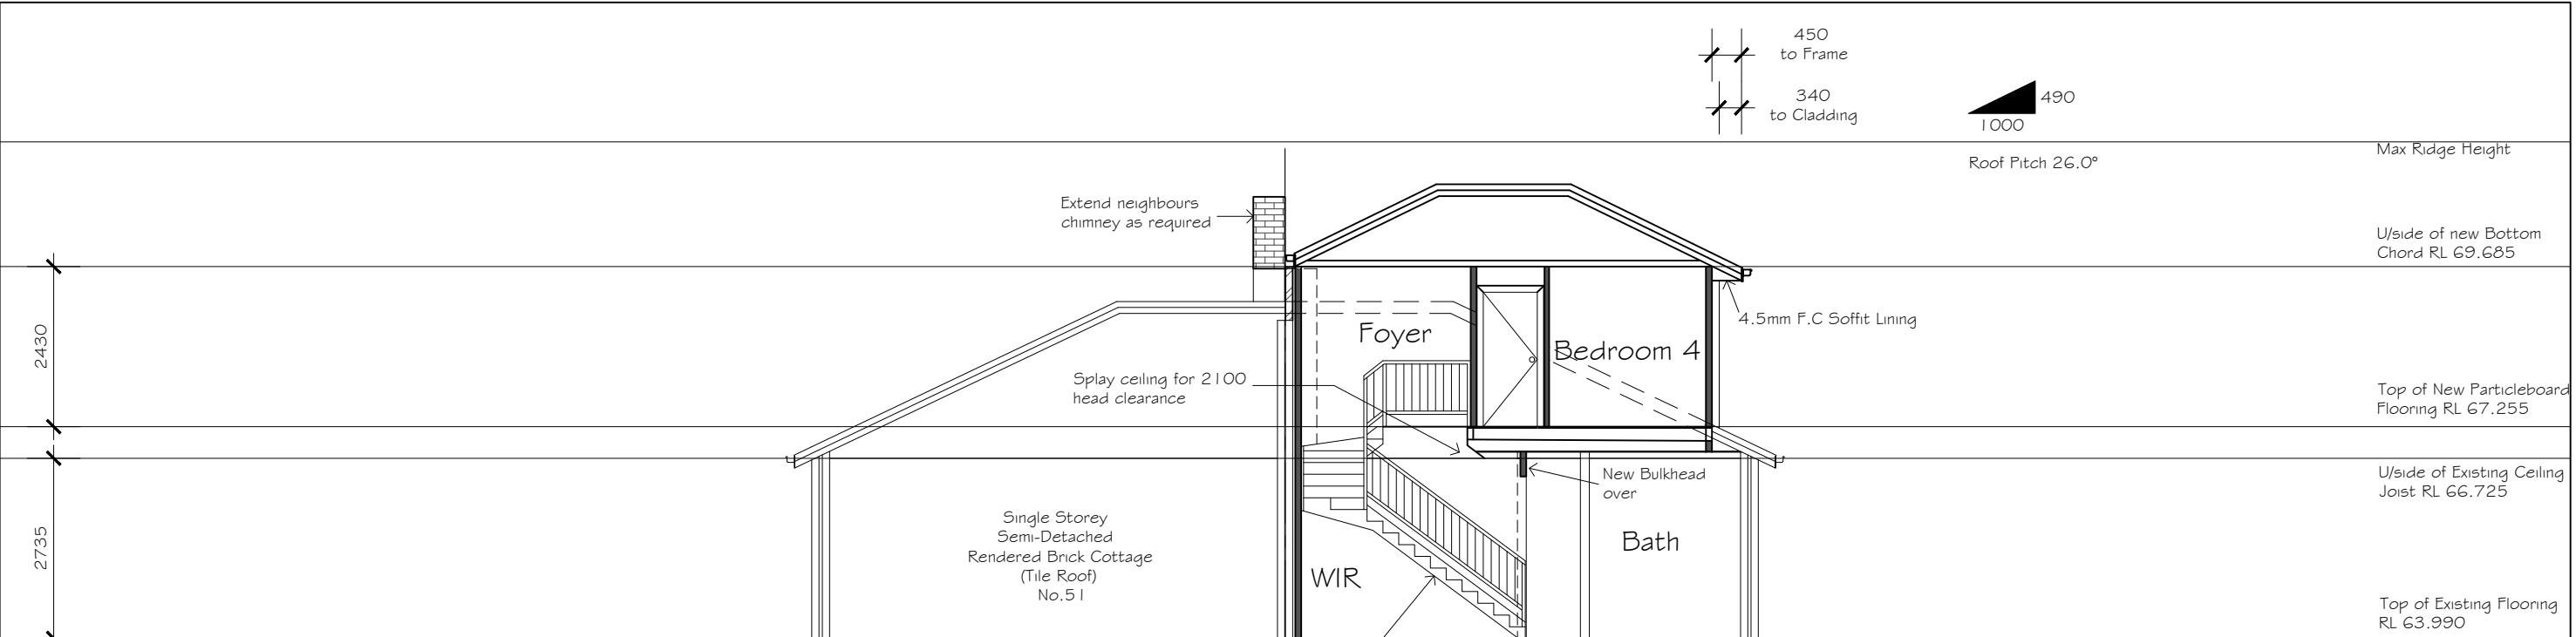 450
to Frame
340
to Cladding
490
1000
Roof Pitch 26.0°
Max Ridge Height
Extend neighbours
chimney as required
U/side of new Bottom
Chord RL 69.685
4.5mm F.C Soffit Lining
2430
Foyer
Bedroom 4
Splay ceiling for 2100
head clearance
Top of New Particleboard
Flooring RL 67.255
New Bulkhead
over
U/side of Existing Ceiling
Joist RL 66.725
2735
Single Storey
Semi-Detached
Rendered Brick Cottage
(Tile Roof)
No.51
WIR
Bath
Top of Existing Flooring
RL 63.990